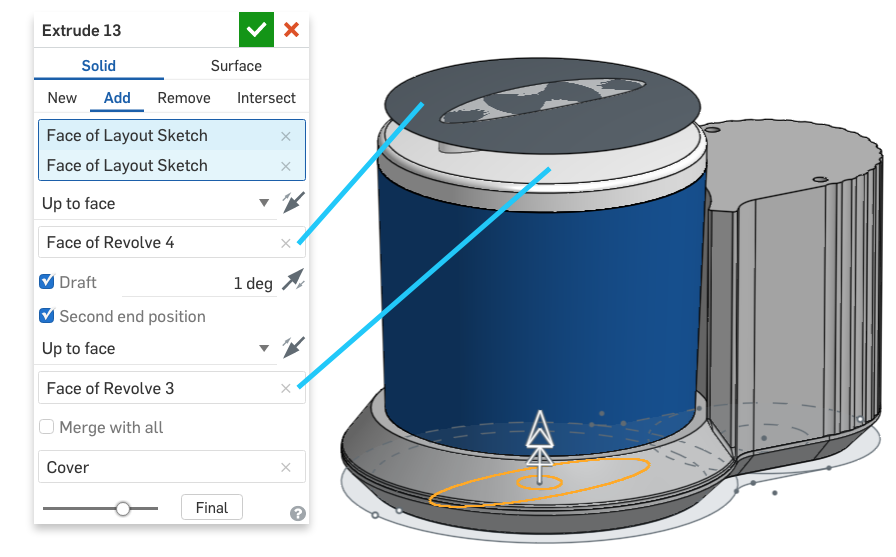 Extrude 13
Solid Surface
New Add Remove Intersect
Face of Layout Sketch
Face of Layout Sketch
Up to face
Face of Revolve 4
Draft 1 deg
Second end position
Up to face
Face of Revolve 3
Merge with all
Cover
Final
?